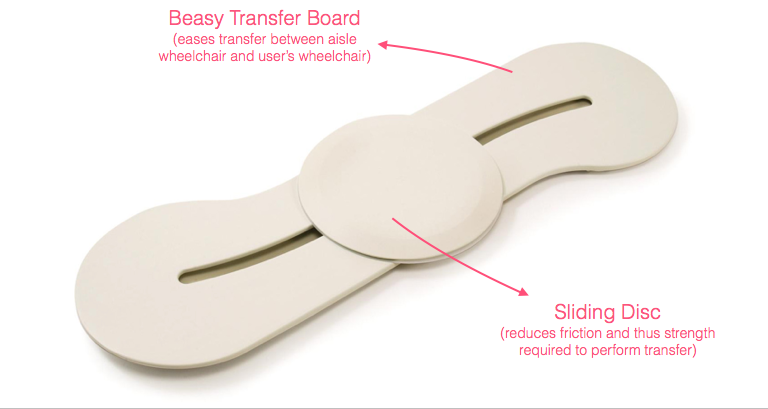 Beasy Transfer Board
(eases transfer between aisle
wheelchair and user's wheelchair)
Sliding Disc
(reduces friction and thus strength
required to perform transfer)